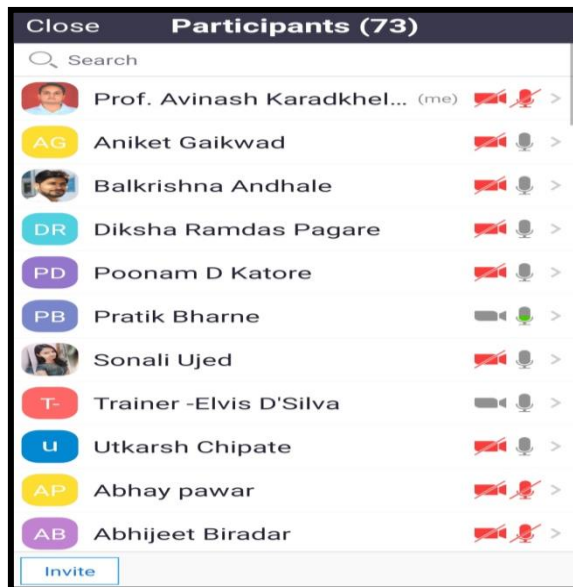 Close Participants (73)
Search
Prof. Avinash Karadkhel... (me)
AG Aniket Gaikwad
Balkrishna Andhale
DR Diksha Ramdas Pagare
PD Poonam D Katore
PB Pratik Bharne
Sonali Ujed
T- Trainer -Elvis D'Silva
u Utkarsh Chipate
AP Abhay pawar
AB Abhijeet Biradar
Invite